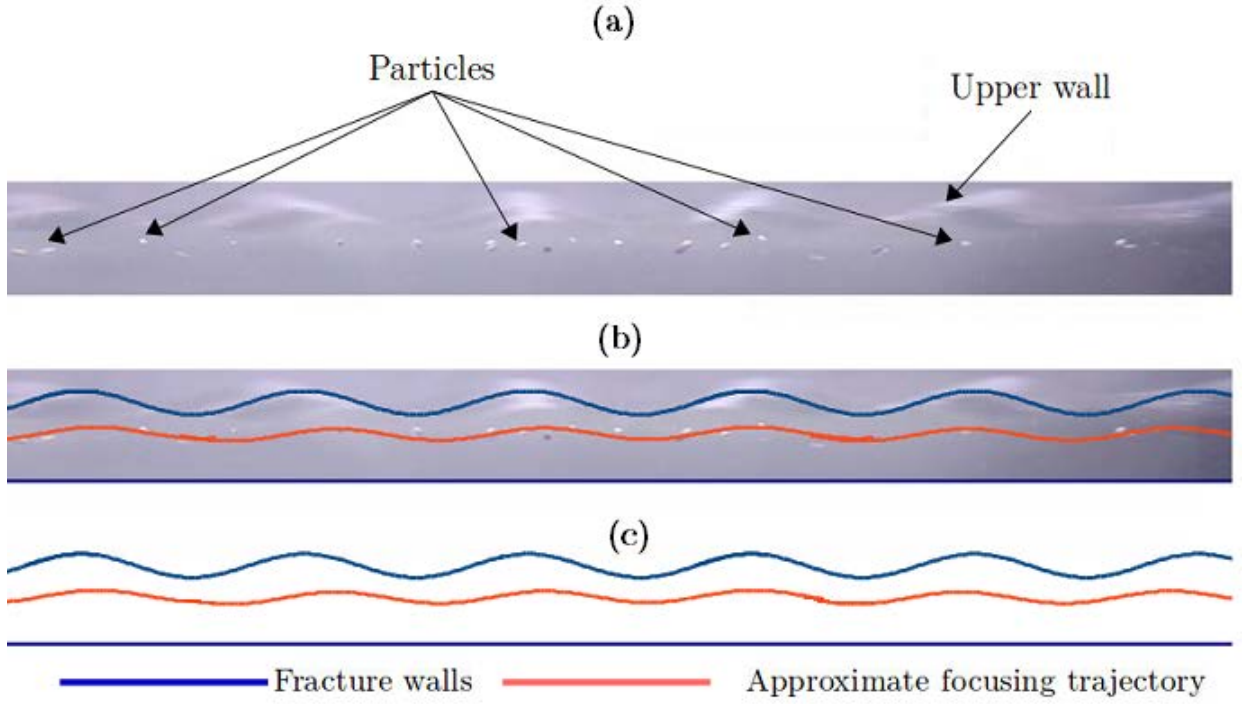 (a)
Particles
Upper wall
(b)
(c)
Fracture walls
Approximate focusing trajectory